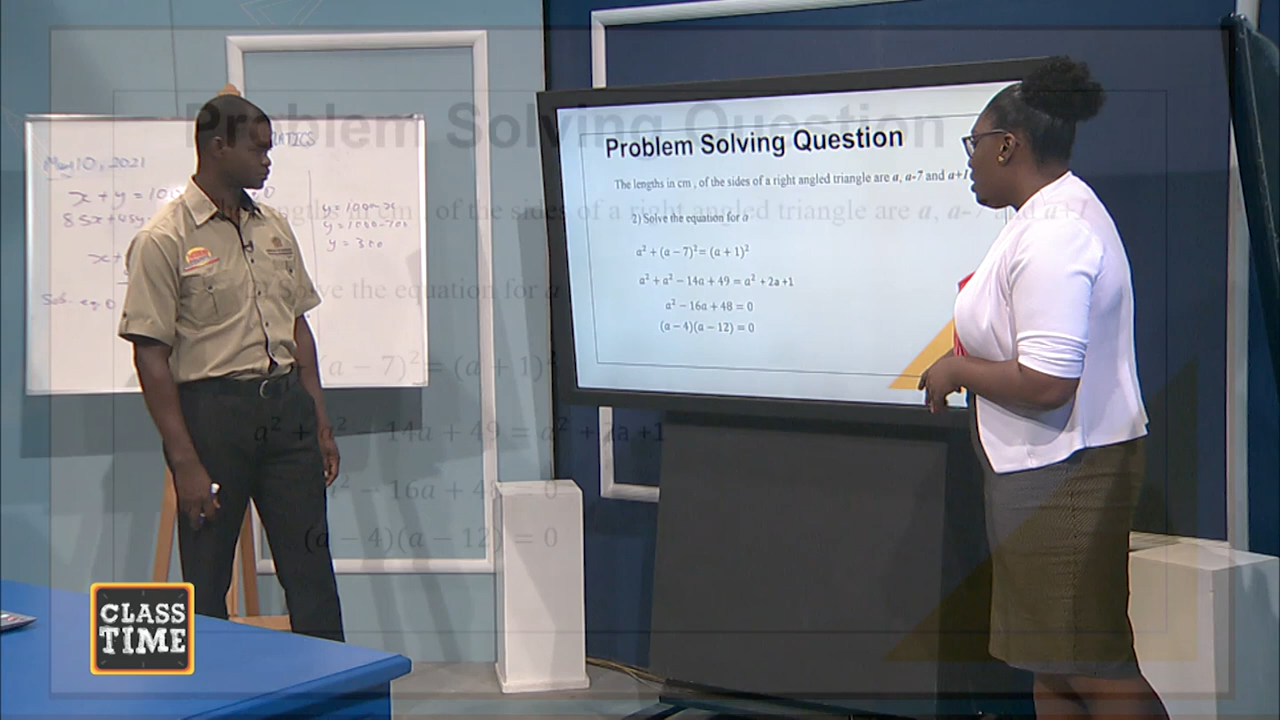 May 10, 2021
x + y = 10
y = 1000 - x
y = 1000 - 700
y = 300
Problem Solving Question
The lengths in cm , of the sides of a right angled triangle are a, a-7 and a+1
2) Solve the equation for a
a² + (a − 7)² = (a + 1)²
a² + a² − 14a + 49 = a² + 2a +1
a² − 16a + 48 = 0
(a − 4)(a − 12) = 0
CLASS
TIME